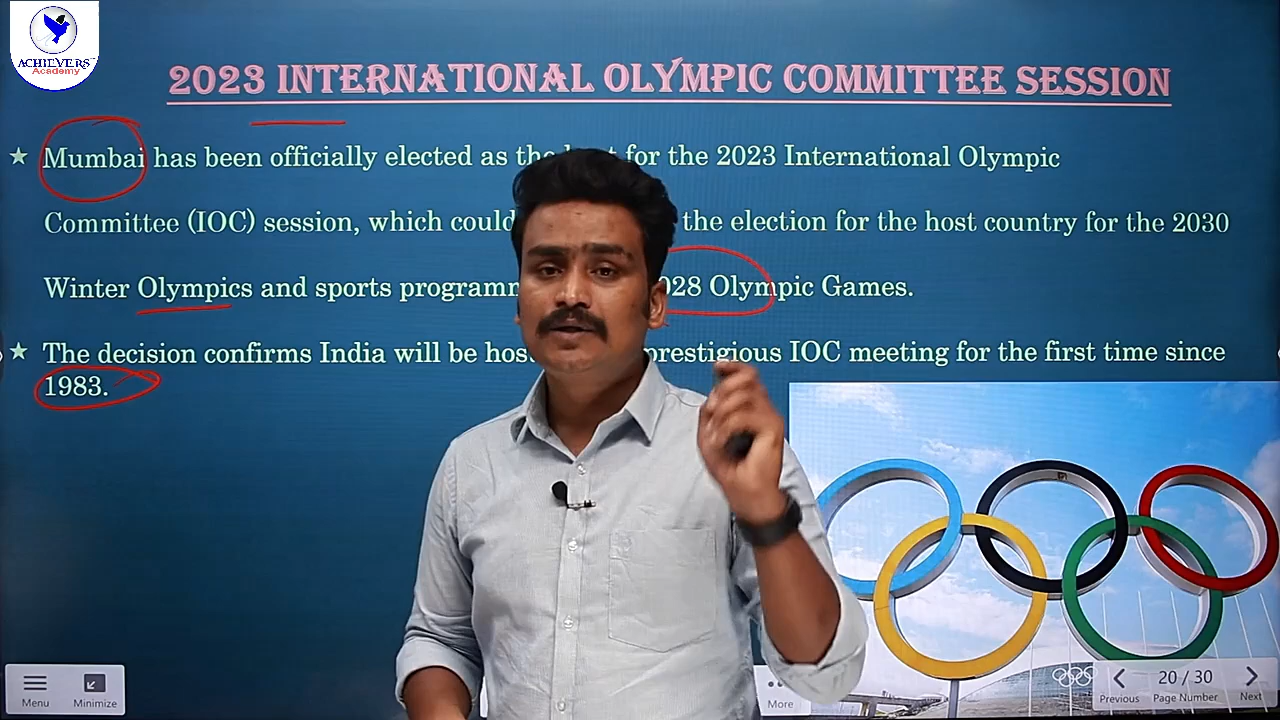 ACHIEVERS
Academy
2023 INTERNATIONAL OLYMPIC COMMITTEE SESSION
Mumbai has been officially elected as the for the 2023 International Olympic
Committee (IOC) session, which could the election for the host country for the 2030
Winter Olympics and sports Olympic Games.
The decision confirms India will be prestigious IOC meeting for the first time since
1983.
Menu
Minimize
More
Previous
20 / 30
Page Number
Next